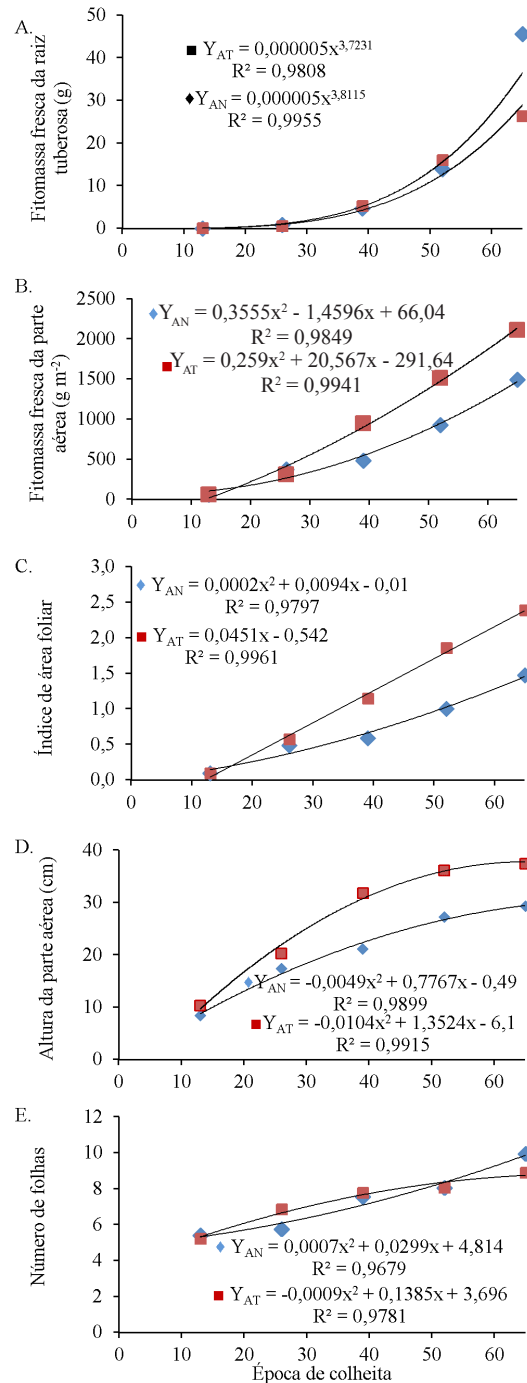 A.
50
40
30
20
10
0
Fitomassa fresca da raiz
tuberosa (g)
Y_AT = 0,000005x^3,7231
R² = 0,9808
Y_AN = 0,000005x^3,8115
R² = 0,9955
0 10 20 30 40 50 60
B.
2500
2000
1500
1000
500
0
Fitomassa fresca da parte
aérea (g m⁻²)
Y_AN = 0,3555x² - 1,4596x + 66,04
R² = 0,9849
Y_AT = 0,259x² + 20,567x - 291,64
R² = 0,9941
0 10 20 30 40 50 60
C.
3,0
2,5
2,0
1,5
1,0
0,5
0,0
Índice de área foliar
Y_AN = 0,0002x² + 0,0094x - 0,01
R² = 0,9797
Y_AT = 0,0451x - 0,542
R² = 0,9961
0 10 20 30 40 50 60
D.
40
30
20
10
0
Altura da parte aérea (cm)
Y_AN = -0,0049x² + 0,7767x - 0,49
R² = 0,9899
Y_AT = -0,0104x² + 1,3524x - 6,1
R² = 0,9915
0 10 20 30 40 50 60
E.
12
10
8
6
4
2
0
Número de folhas
Y_AN = 0,0007x² + 0,0299x + 4,814
R² = 0,9679
Y_AT = -0,0009x² + 0,1385x + 3,696
R² = 0,9781
0 10 20 30 40 50 60
Época de colheita